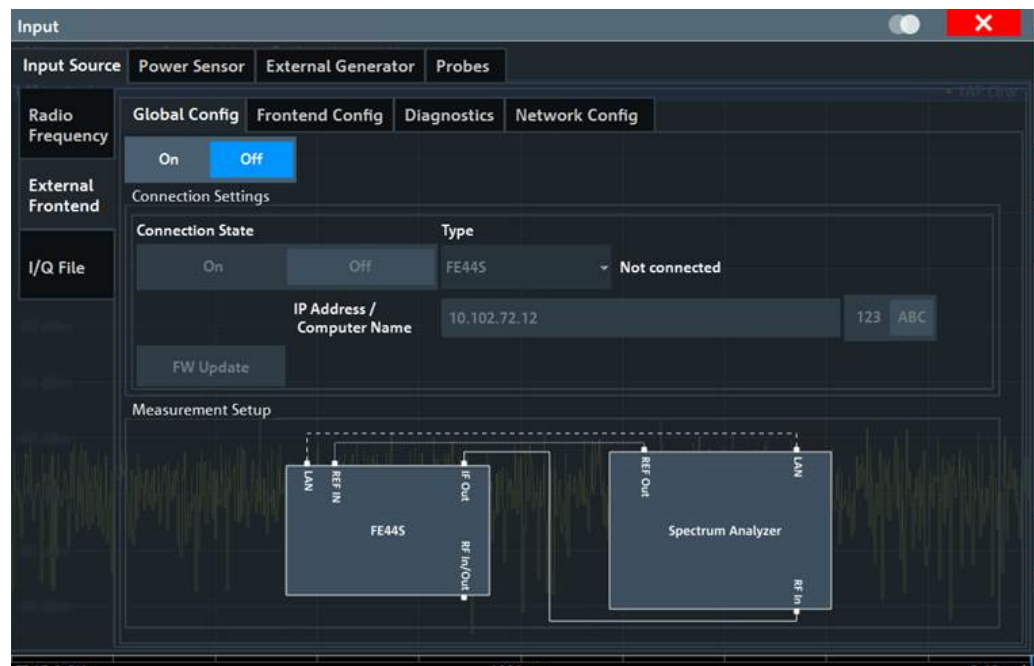 Input
Input Source Power Sensor External Generator Probes
Radio
Frequency
External
Frontend
I/Q File
Global Config Frontend Config Diagnostics Network Config
On Off
Connection Settings
Connection State Type
On Off FE44S Not connected
IP Address /
Computer Name
10.102.72.12 123 ABC
FW Update
Measurement Setup
LAN
REF IN
IF Out
REF Out
LAN
FE44S
Spectrum Analyzer
RF In/Out
RF In